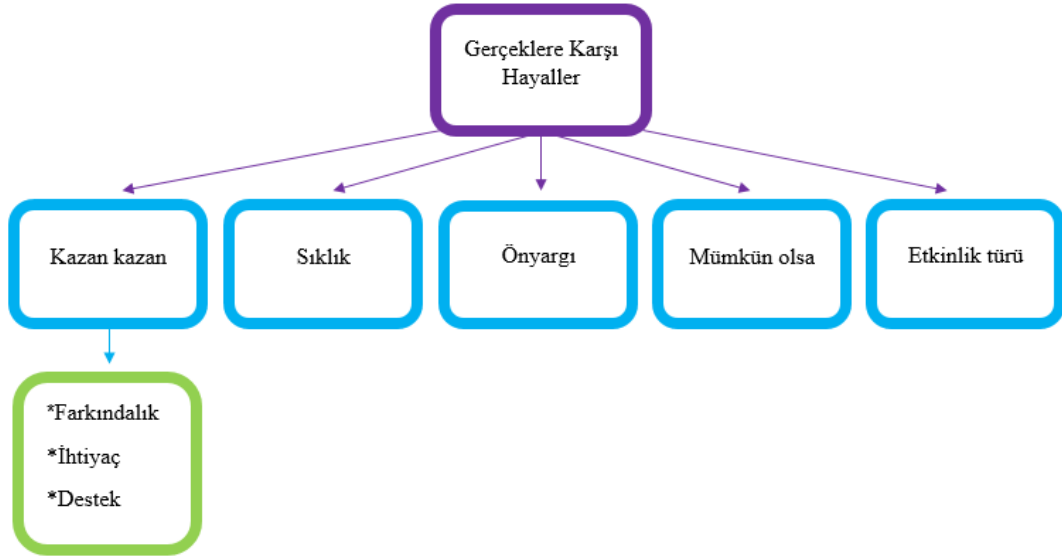 Gerçeklere Karşı
Hayaller
Kazan kazan
Sıklık
Önyargı
Mümkün olsa
Etkinlik türü
*Farkındalık
*İhtiyaç
*Destek